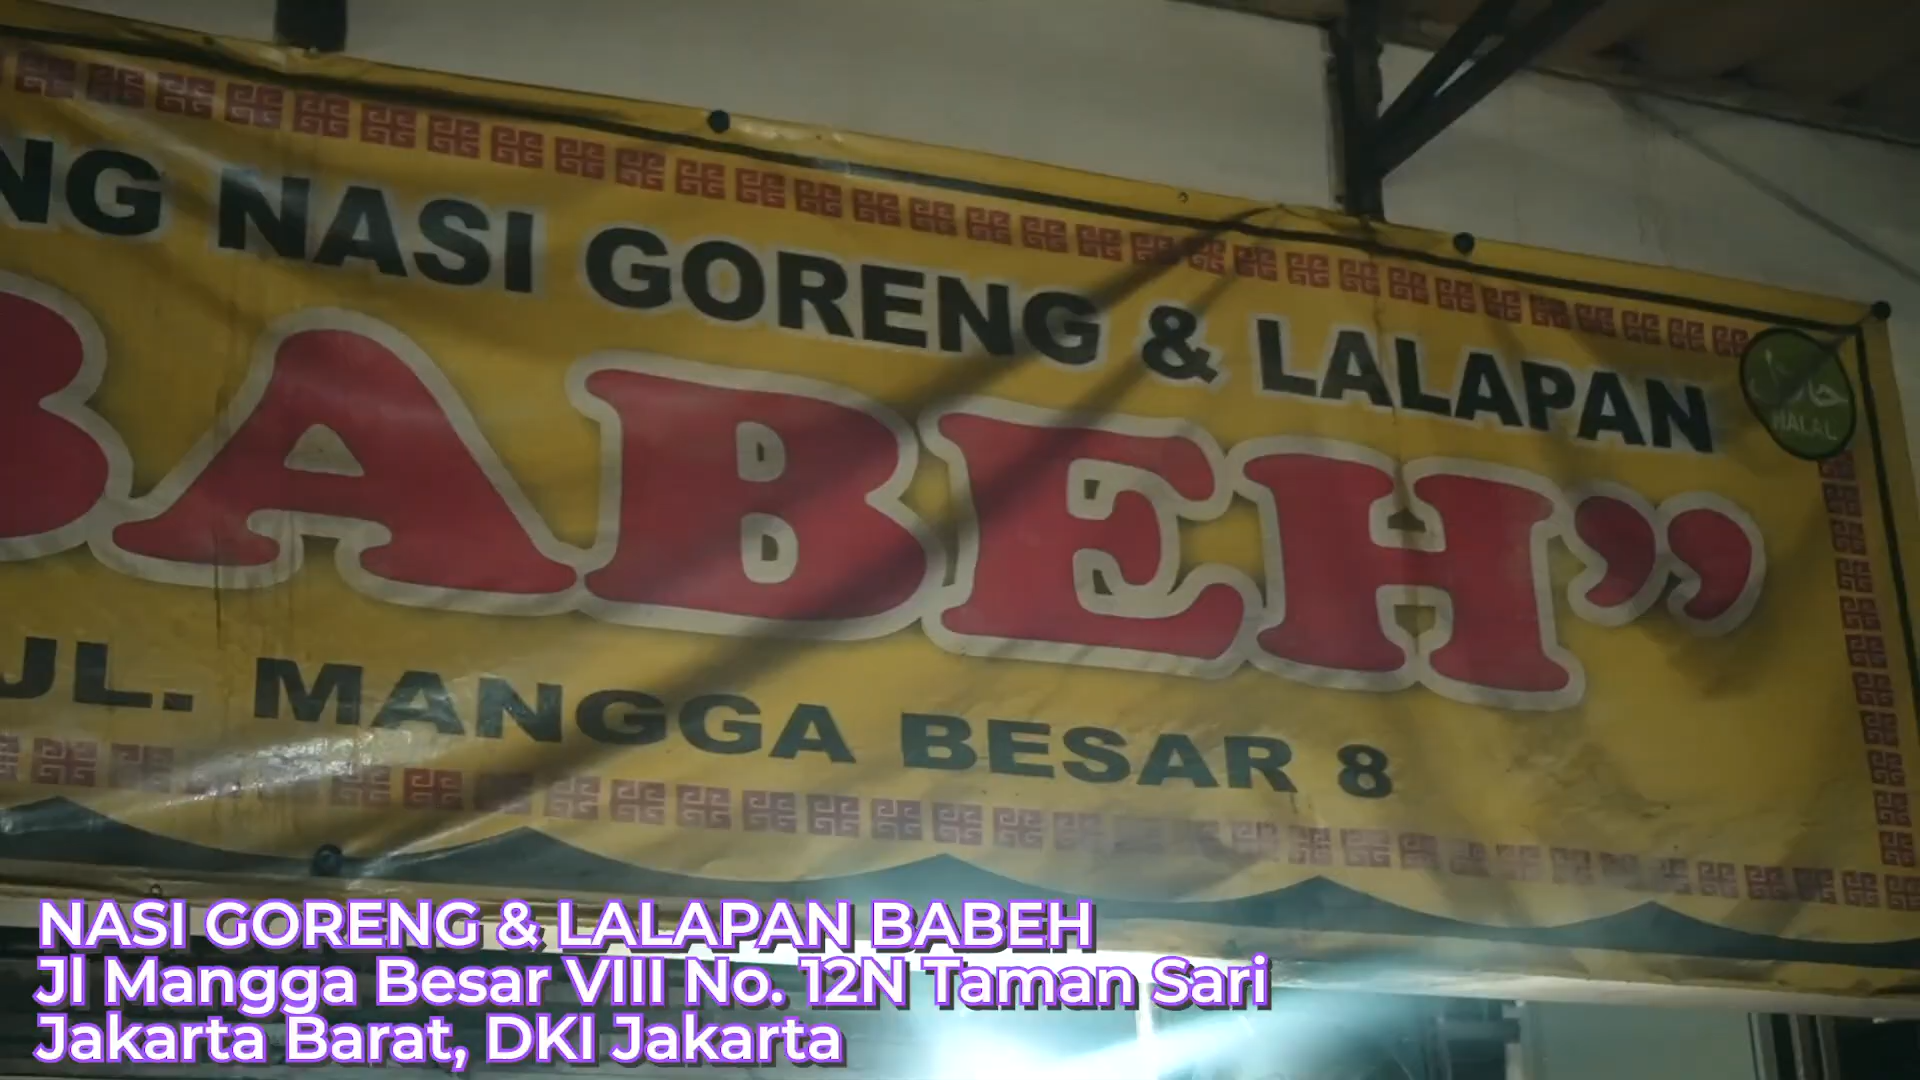 NG NASI GORENG & LALAPAN
حلال
HALAL
BABEH”
JL. MANGGA BESAR 8
NASI GORENG & LALAPAN BABEH
Jl Mangga Besar VIII No. 12N Taman Sari
Jakarta Barat, DKI Jakarta